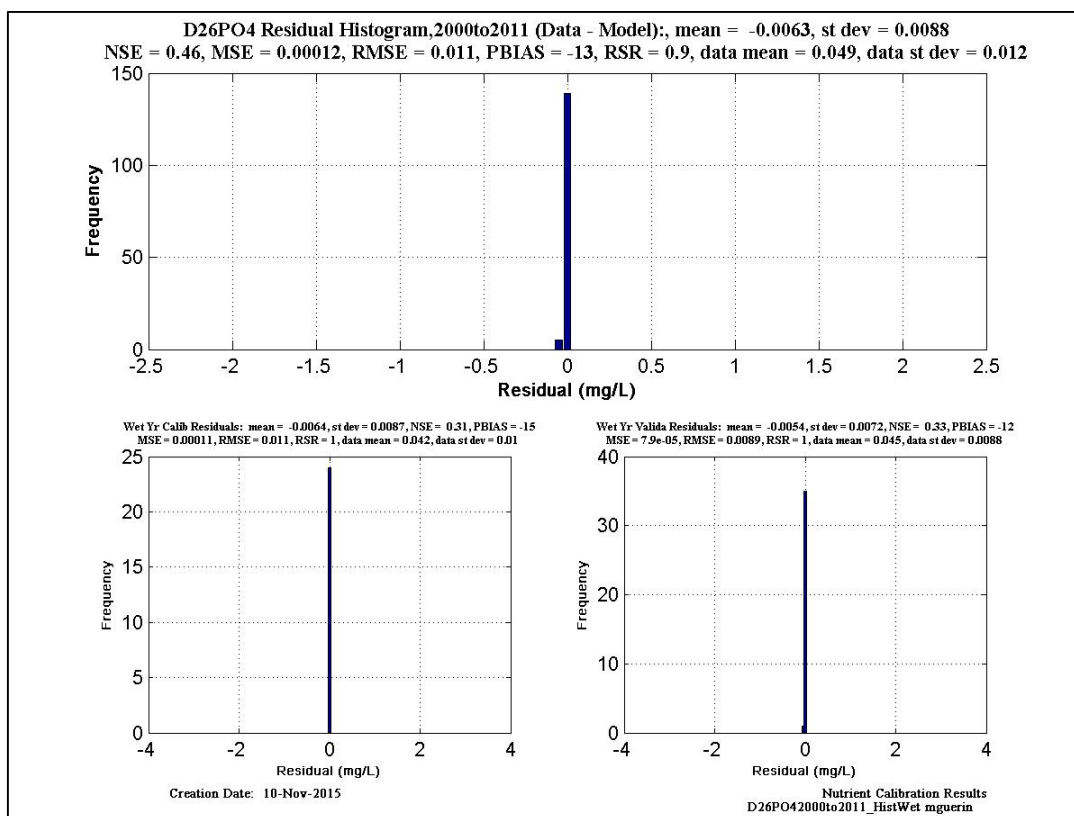 D26PO4 Residual Histogram,2000to2011 (Data - Model):, mean = -0.0063, st dev = 0.0088
NSE = 0.46, MSE = 0.00012, RMSE = 0.011, PBIAS = -13, RSR = 0.9, data mean = 0.049, data st dev = 0.012
150
100
50
0
Frequency
-2.5 -2 -1.5 -1 -0.5 0 0.5 1 1.5 2 2.5
Residual (mg/L)
Wet Yr Calib Residuals: mean = -0.0064, st dev = 0.0087, NSE = 0.31, PBIAS = -15
MSE = 0.00011, RMSE = 0.011, RSR = 1, data mean = 0.042, data st dev = 0.01
25
20
15
10
5
0
Frequency
-4 -2 0 2 4
Residual (mg/L)
Wet Yr Valida Residuals: mean = -0.0054, st dev = 0.0072, NSE = 0.33, PBIAS = -12
MSE = 7.9e-05, RMSE = 0.0089, RSR = 1, data mean = 0.045, data st dev = 0.0088
40
30
20
10
0
Frequency
-4 -2 0 2 4
Residual (mg/L)
Creation Date: 10-Nov-2015
Nutrient Calibration Results
D26PO42000to2011_HistWet mguerin